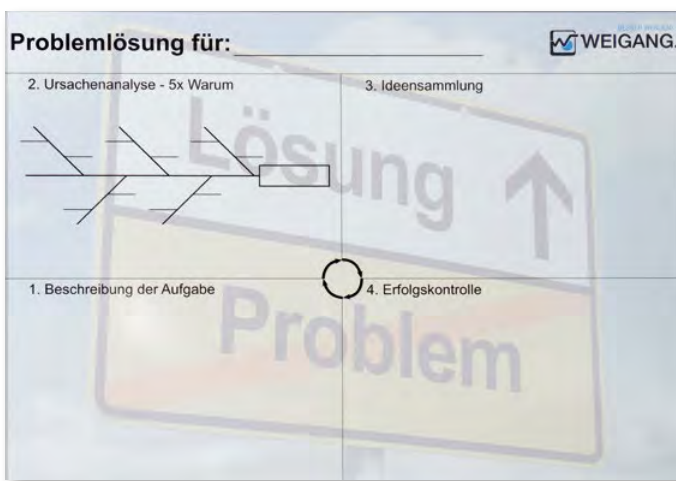 Problemlösung für:
WEIGANG.
2. Ursachenanalyse - 5x Warum
3. Ideensammlung
Lösung
1. Beschreibung der Aufgabe
4. Erfolgskontrolle
Problem